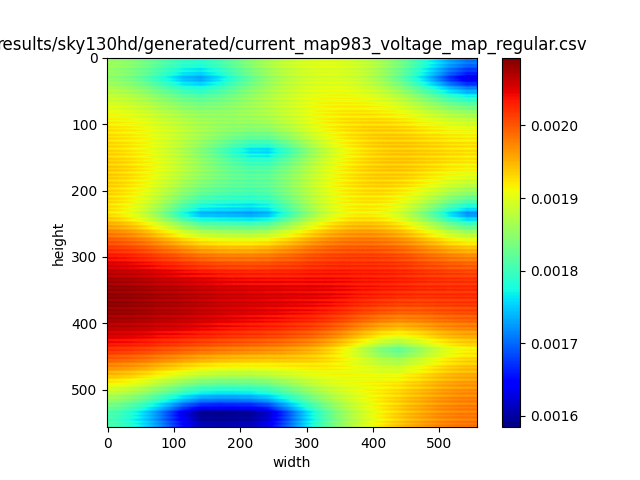 results/sky130hd/generated/current_map983_voltage_map_regular.csv
0
100
200
300
400
500
height
0 100 200 300 400 500
width
0.0020
0.0019
0.0018
0.0017
0.0016